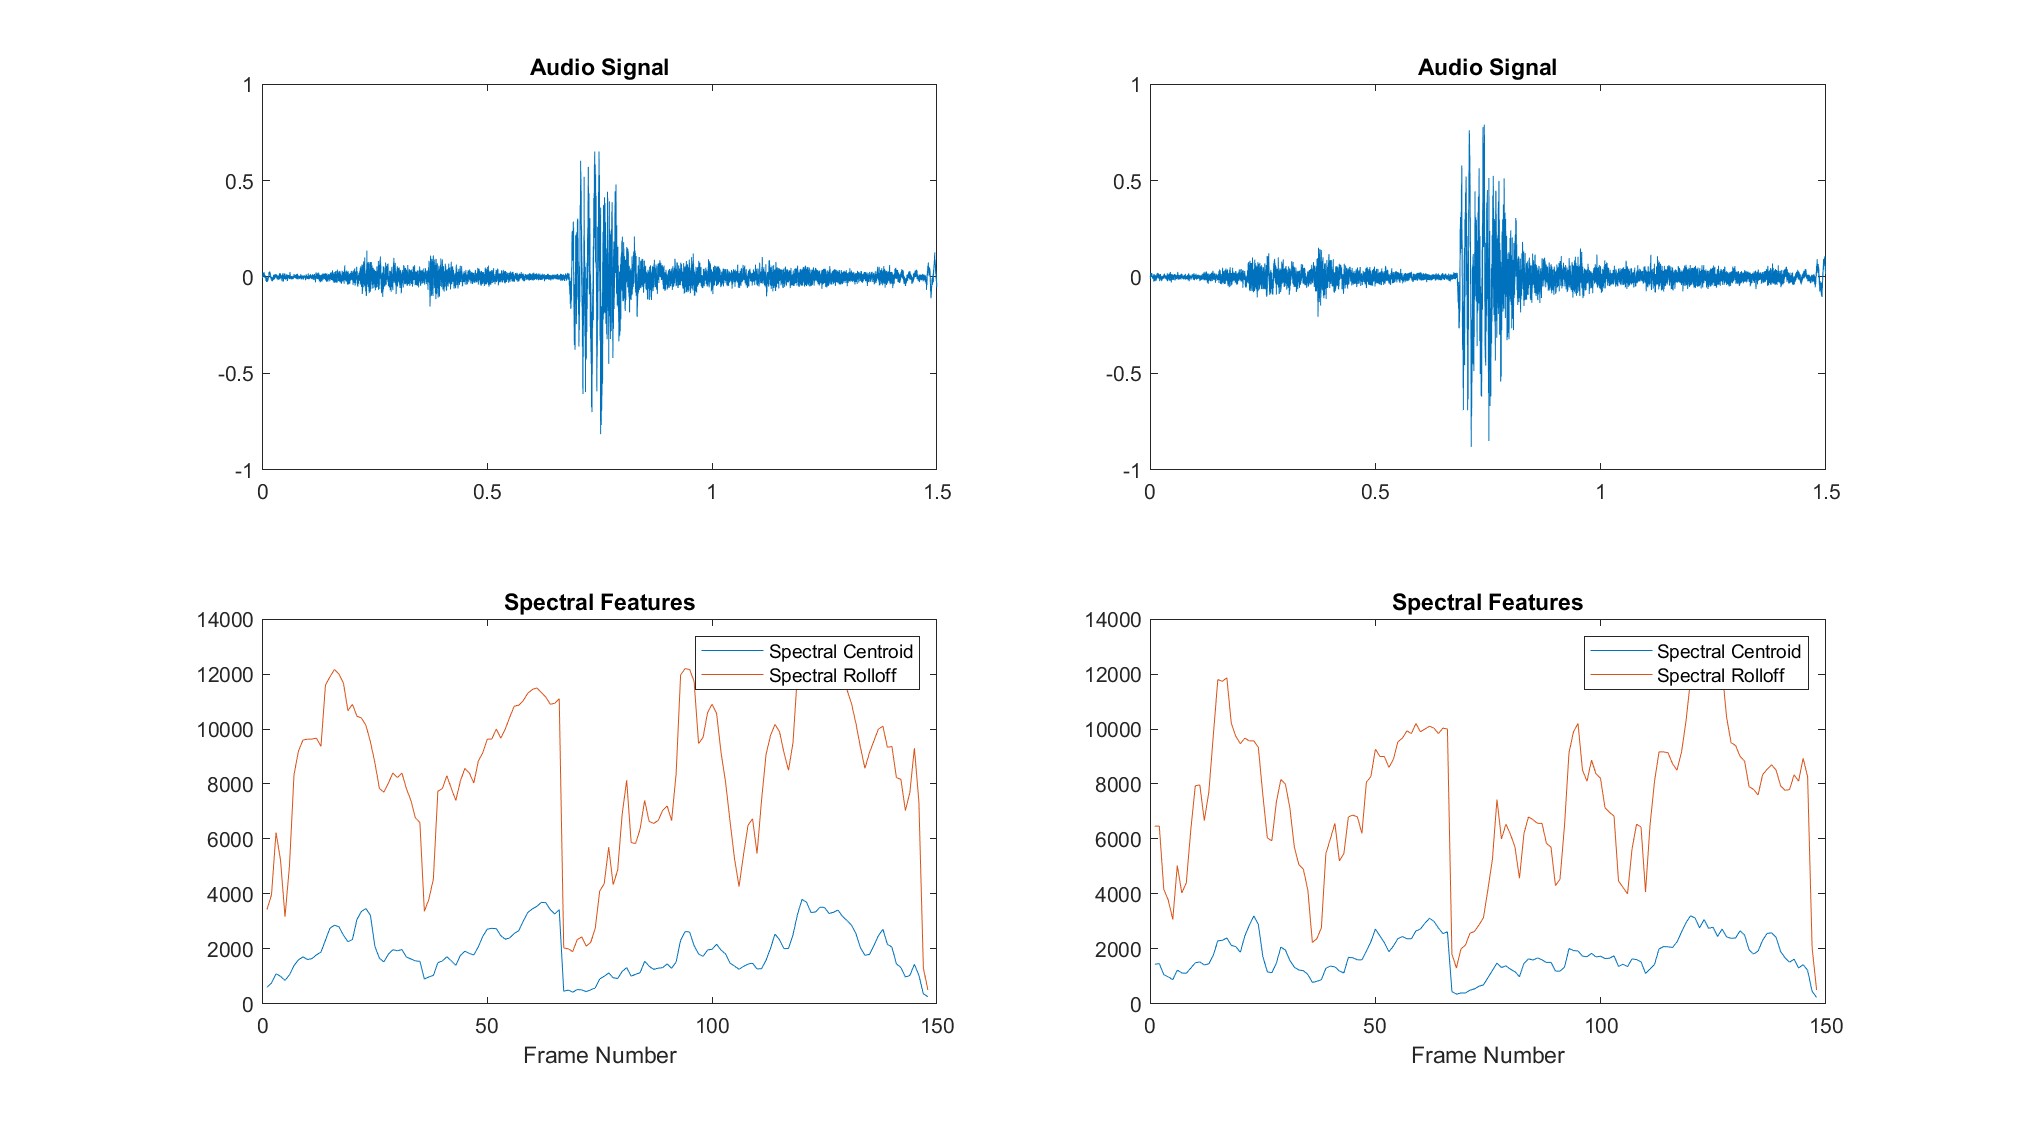 Audio Signal
1
0.5
0
-0.5
-1
0 0.5 1 1.5
Audio Signal
1
0.5
0
-0.5
-1
0 0.5 1 1.5
Spectral Features
14000
12000
10000
8000
6000
4000
2000
0
Spectral Centroid
Spectral Rolloff
0 50 100 150
Frame Number
Spectral Features
14000
12000
10000
8000
6000
4000
2000
0
Spectral Centroid
Spectral Rolloff
0 50 100 150
Frame Number